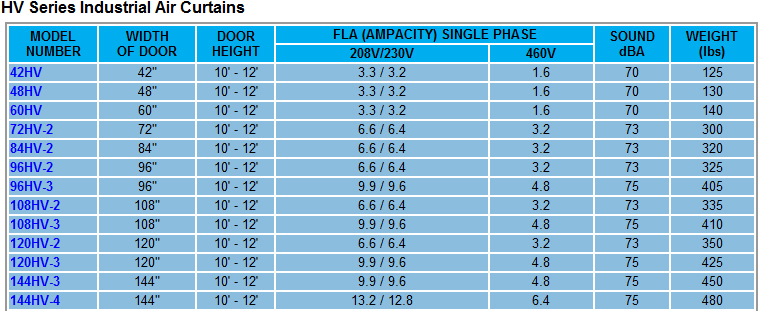 HV Series Industrial Air Curtains
MODEL NUMBER WIDTH OF DOOR DOOR HEIGHT FLA (AMPACITY) SINGLE PHASE SOUND dBA WEIGHT (lbs)
208V/230V 460V
42HV 42" 10' - 12' 3.3 / 3.2 1.6 70 125
48HV 48" 10' - 12' 3.3 / 3.2 1.6 70 130
60HV 60" 10' - 12' 3.3 / 3.2 1.6 70 140
72HV-2 72" 10' - 12' 6.6 / 6.4 3.2 73 300
84HV-2 84" 10' - 12' 6.6 / 6.4 3.2 73 320
96HV-2 96" 10' - 12' 6.6 / 6.4 3.2 73 325
96HV-3 96" 10' - 12' 9.9 / 9.6 4.8 75 405
108HV-2 108" 10' - 12' 6.6 / 6.4 3.2 73 335
108HV-3 108" 10' - 12' 9.9 / 9.6 4.8 75 410
120HV-2 120" 10' - 12' 6.6 / 6.4 3.2 73 350
120HV-3 120" 10' - 12' 9.9 / 9.6 4.8 75 425
144HV-3 144" 10' - 12' 9.9 / 9.6 4.8 75 450
144HV-4 144" 10' - 12' 13.2 / 12.8 6.4 75 480